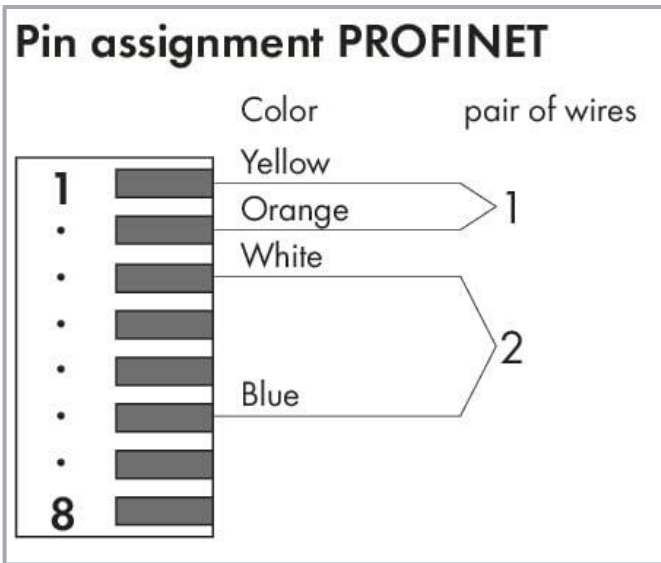 Pin assignment PROFINET
Color pair of wires
Yellow
1
Orange
1
White
2
Blue
8